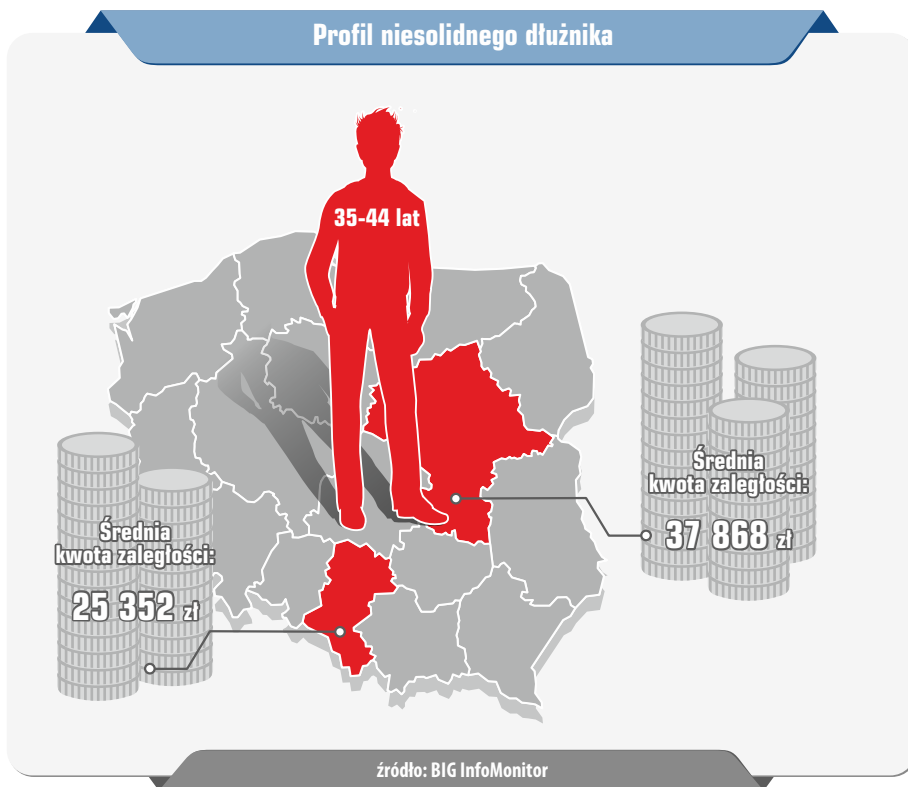 Profil niesolidnego dłużnika
35-44 lat
Średnia
kwota zaległości:
37 868 zł
Średnia
kwota zaległości:
25 352 zł
źródło: BIG InfoMonitor